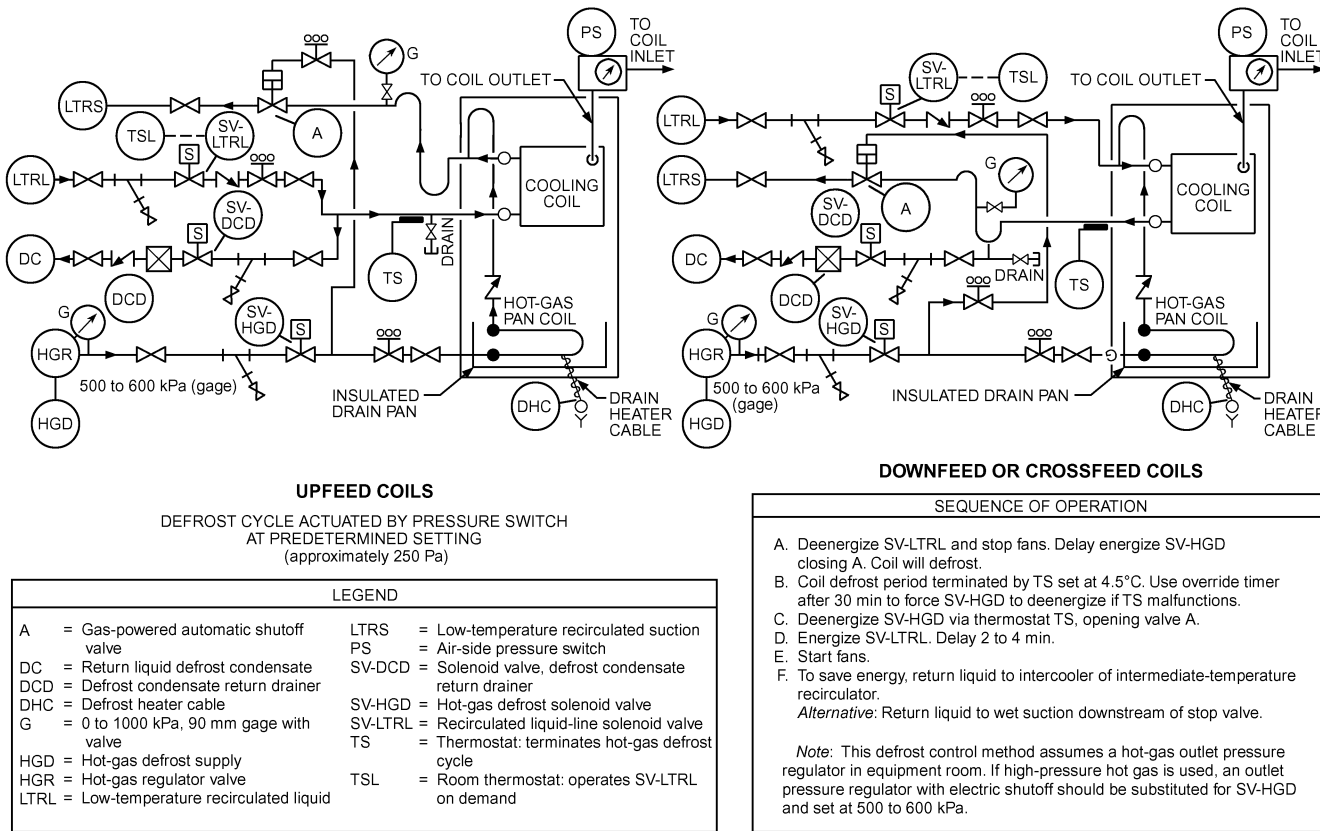 PS
TO
COIL
INLET
G
TO COIL OUTLET
LTRS
TSL
SV-
LTRL
A
S
LTRL
COOLING
COIL
SV-
DCD
S
DRAIN
DC
TS
DCD
HOT-GAS
PAN COIL
G
SV-
HGD
S
HGR
500 to 600 kPa (gage)
INSULATED
DRAIN PAN
DHC
DRAIN
HEATER
CABLE
HGD
UPFEED COILS
DEFROST CYCLE ACTUATED BY PRESSURE SWITCH
AT PREDETERMINED SETTING
(approximately 250 Pa)
PS
TO
COIL
INLET
SV-
LTRL
TSL
TO COIL OUTLET
S
LTRL
G
LTRS
COOLING
COIL
SV-
DCD
A
S
DC
DRAIN
TS
DCD
HOT-GAS
PAN COIL
G
SV-
HGD
S
HGR
500 to 600 kPa
(gage)
INSULATED DRAIN PAN
DHC
DRAIN
HEATER
CABLE
HGD
DOWNFEED OR CROSSFEED COILS
LEGEND
A = Gas-powered automatic shutoff
valve
DC = Return liquid defrost condensate
DCD = Defrost condensate return drainer
DHC = Defrost heater cable
G = 0 to 1000 kPa, 90 mm gage with
valve
HGD = Hot-gas defrost supply
HGR = Hot-gas regulator valve
LTRL = Low-temperature recirculated liquid
LTRS = Low-temperature recirculated suction
PS = Air-side pressure switch
SV-DCD = Solenoid valve, defrost condensate
return drainer
SV-HGD = Hot-gas defrost solenoid valve
SV-LTRL = Recirculated liquid-line solenoid valve
TS = Thermostat: terminates hot-gas defrost
cycle
TSL = Room thermostat: operates SV-LTRL
on demand
SEQUENCE OF OPERATION
A. Deenergize SV-LTRL and stop fans. Delay energize SV-HGD
closing A. Coil will defrost.
B. Coil defrost period terminated by TS set at 4.5°C. Use override timer
after 30 min to force SV-HGD to deenergize if TS malfunctions.
C. Deenergize SV-HGD via thermostat TS, opening valve A.
D. Energize SV-LTRL. Delay 2 to 4 min.
E. Start fans.
F. To save energy, return liquid to intercooler of intermediate-temperature
recirculator.
Alternative: Return liquid to wet suction downstream of stop valve.
Note: This defrost control method assumes a hot-gas outlet pressure
regulator in equipment room. If high-pressure hot gas is used, an outlet
pressure regulator with electric shutoff should be substituted for SV-HGD
and set at 500 to 600 kPa.